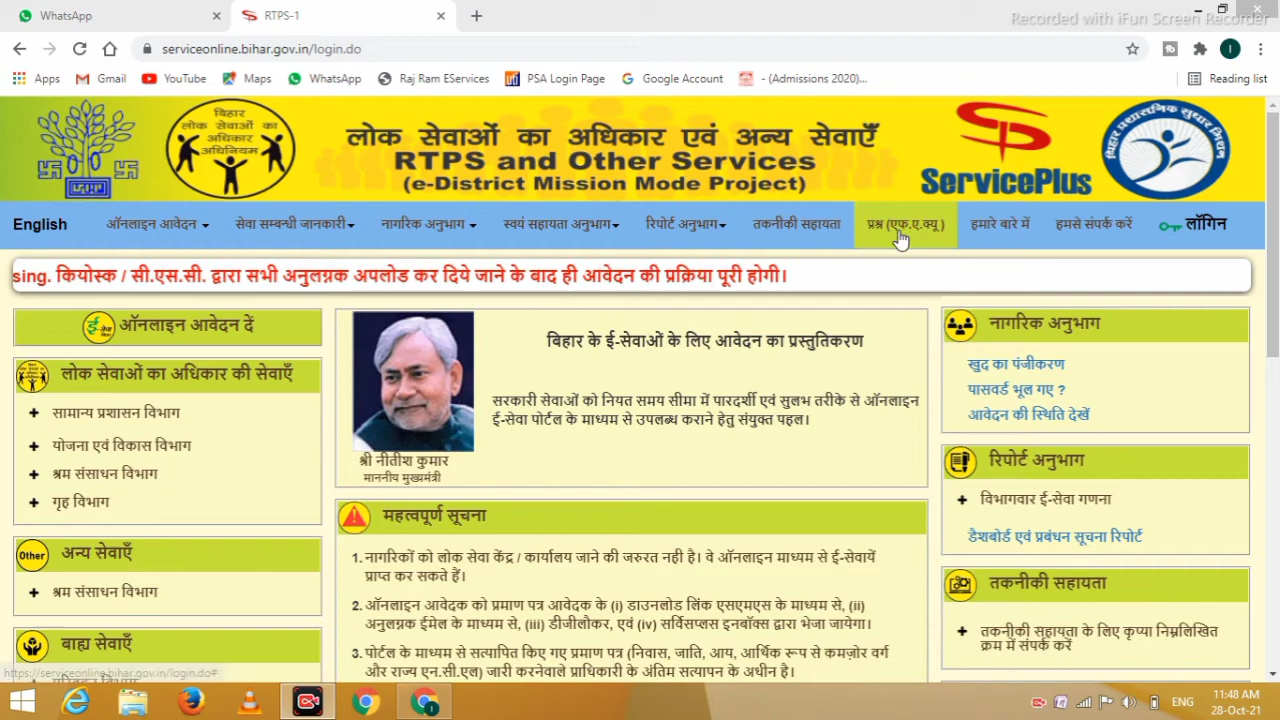 WhatsApp
RTPS-1
Recorded with iFun Screen Recorder
serviceonline.bihar.gov.in/login.do
Apps
Gmail
YouTube
Maps
WhatsApp
Raj Ram EServices
PSA Login Page
Google Account
- (Admissions 2020)...
Reading list
बिहार
लोक सेवाओं का
अधिकार
अधिनियम
लोक सेवाओं का अधिकार एवं अन्य सेवाएँ
RTPS and Other Services
(e-District Mission Mode Project)
ServicePlus
बिहार प्रशासनिक सुधार मिशन
English
ऑनलाइन आवेदन
सेवा सम्बन्धी जानकारी
नागरिक अनुभाग
स्वयं सहायता अनुभाग
रिपोर्ट अनुभाग
तकनीकी सहायता
प्रश्न (एफ.ए.क्यू )
हमारे बारे में
हमसे संपर्क करें
लॉगिन
sing. कियोस्क / सी.एस.सी. द्वारा सभी अनुलग्नक अपलोड कर दिये जाने के बाद ही आवेदन की प्रक्रिया पूरी होगी।
ऑनलाइन आवेदन दें
लोक सेवाओं का अधिकार की सेवाएँ
सामान्य प्रशासन विभाग
योजना एवं विकास विभाग
श्रम संसाधन विभाग
गृह विभाग
Other
अन्य सेवाएँ
श्रम संसाधन विभाग
बाह्य सेवाएँ
https://serviceonline.bihar.gov.in/login.do#
श्री नीतीश कुमार
माननीय मुख्यमंत्री
बिहार के ई-सेवाओं के लिए आवेदन का प्रस्तुतिकरण
सरकारी सेवाओं को नियत समय सीमा में पारदर्शी एवं सुलभ तरीके से ऑनलाइन
ई-सेवा पोर्टल के माध्यम से उपलब्ध कराने हेतु संयुक्त पहल।
महत्वपूर्ण सूचना
1. नागरिकों को लोक सेवा केंद्र / कार्यालय जाने की जरुरत नही है। वे ऑनलाइन माध्यम से ई-सेवायें
प्राप्त कर सकते हैं।
2. ऑनलाइन आवेदक को प्रमाण पत्र आवेदक के (i) डाउनलोड लिंक एसएमएस के माध्यम से, (ii)
अनुलग्नक ईमेल के माध्यम से, (iii) डीजीलौकर, एवं (iv) सर्विसप्लस इनबॉक्स द्वारा भेजा जायेगा।
3. पोर्टल के माध्यम से सत्यापित किए गए प्रमाण पत्र (निवास, जाति, आय, आर्थिक रूप से कमज़ोर वर्ग
और राज्य एन.सी.एल) जारी करनेवाले प्राधिकारी के अंतिम सत्यापन के अधीन है।
नागरिक अनुभाग
खुद का पंजीकरण
पासवर्ड भूल गए ?
आवेदन की स्थिति देखें
रिपोर्ट अनुभाग
विभागवार ई-सेवा गणना
डैशबोर्ड एवं प्रबंधन सूचना रिपोर्ट
तकनीकी सहायता
तकनीकी सहायता के लिए कृप्या निम्नलिखित
क्रम में संपर्क करें
ENG
11:48 AM
28-Oct-21